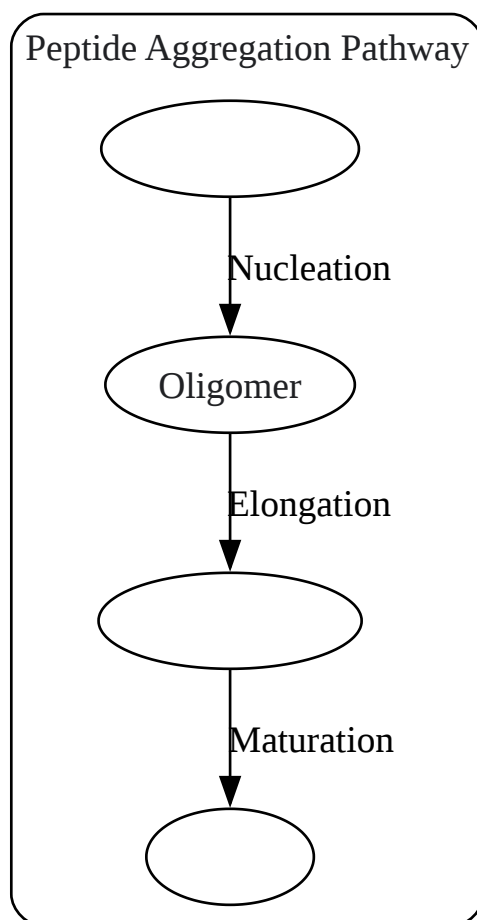 Peptide Aggregation Pathway
Nucleation
Oligomer
Elongation
Maturation